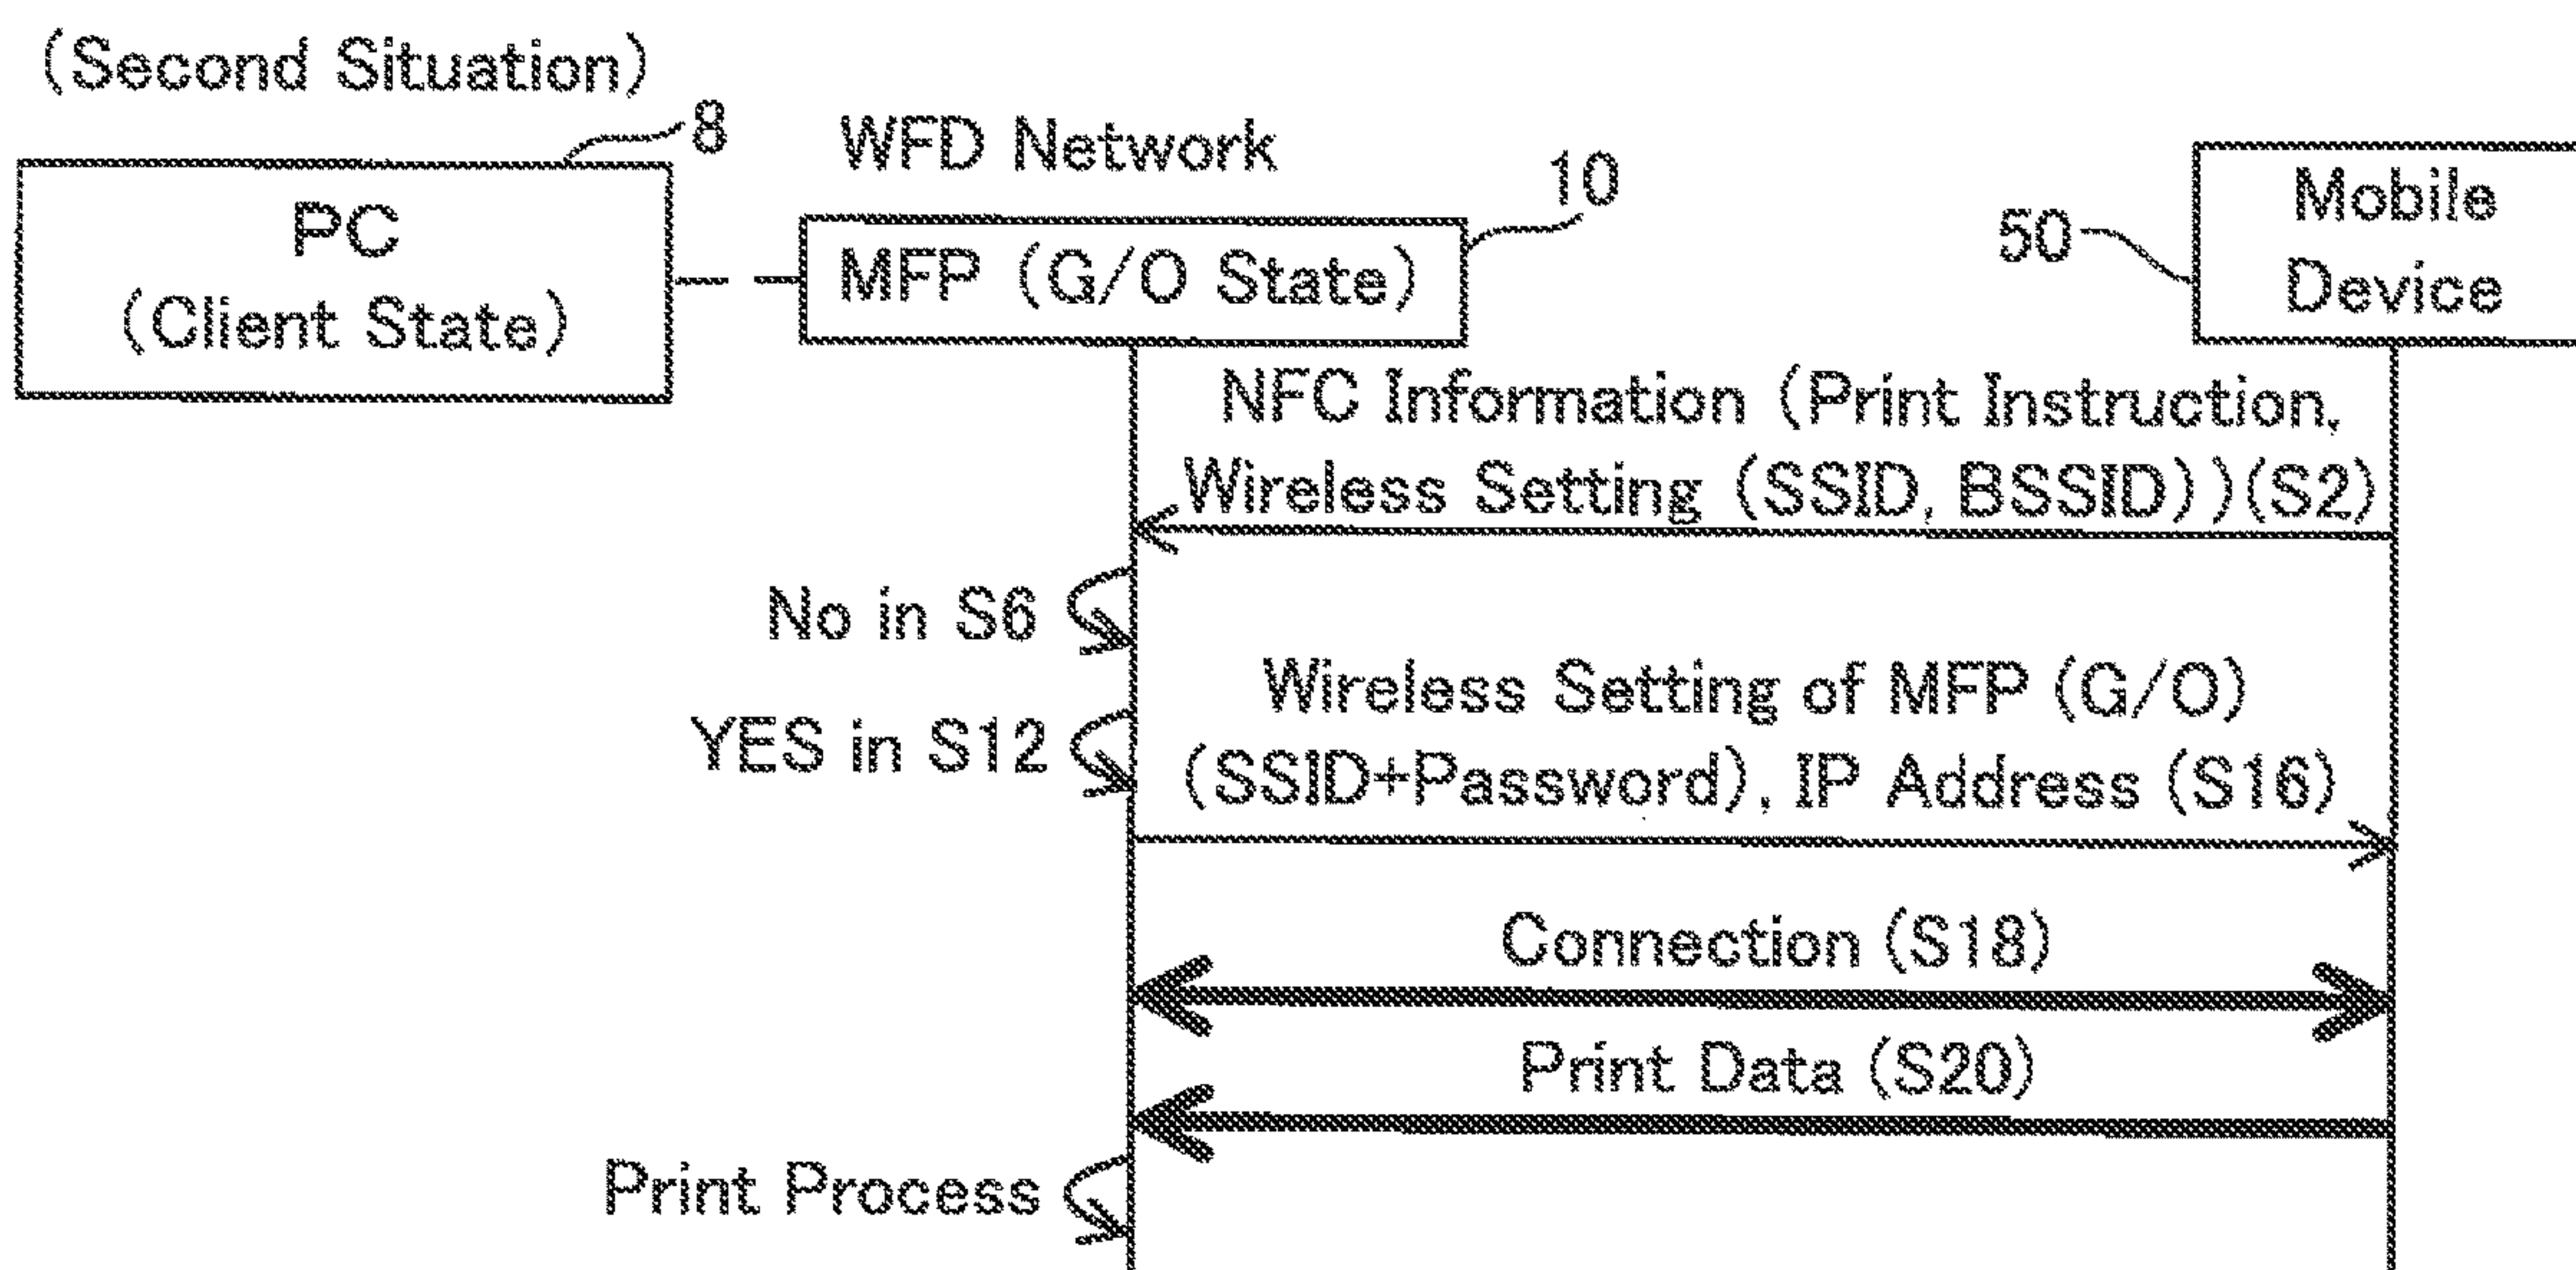 (Second Situation)
8
WFD Network
10
PC
(Client State)
MFP (G/O State)
50
Mobile
Device
NFC Information (Print Instruction,
Wireless Setting (SSID, BSSID))(S2)
No in S6
Wireless Setting of MFP (G/O)
YES in S12
(SSID+Password), IP Address (S16)
Connection (S18)
Print Data (S20)
Print Process